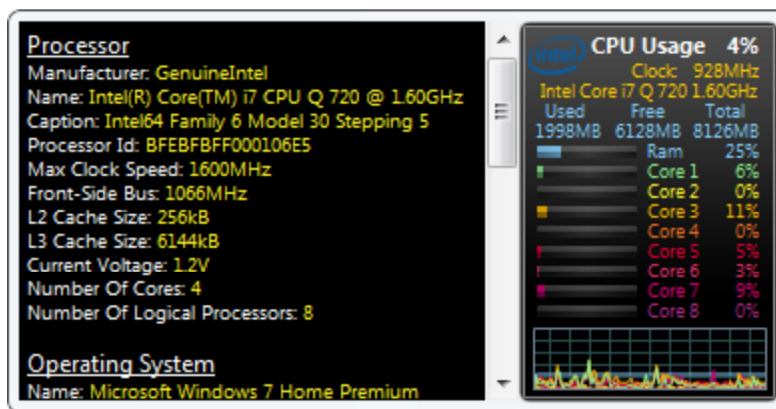 Processor
Manufacturer: GenuineIntel
Name: Intel(R) Core(TM) i7 CPU Q 720 @ 1.60GHz
Caption: Intel64 Family 6 Model 30 Stepping 5
Processor Id: BFEBFBFF000106E5
Max Clock Speed: 1600MHz
Front-Side Bus: 1066MHz
L2 Cache Size: 256kB
L3 Cache Size: 6144kB
Current Voltage: 1.2V
Number Of Cores: 4
Number Of Logical Processors: 8
Operating System
Name: Microsoft Windows 7 Home Premium
intel CPU Usage 4%
Clock: 928MHz
Intel Core i7 Q 720 1.60GHz
Used Free Total
1998MB 6128MB 8126MB
Ram 25%
Core 1 6%
Core 2 0%
Core 3 11%
Core 4 0%
Core 5 5%
Core 6 3%
Core 7 9%
Core 8 0%